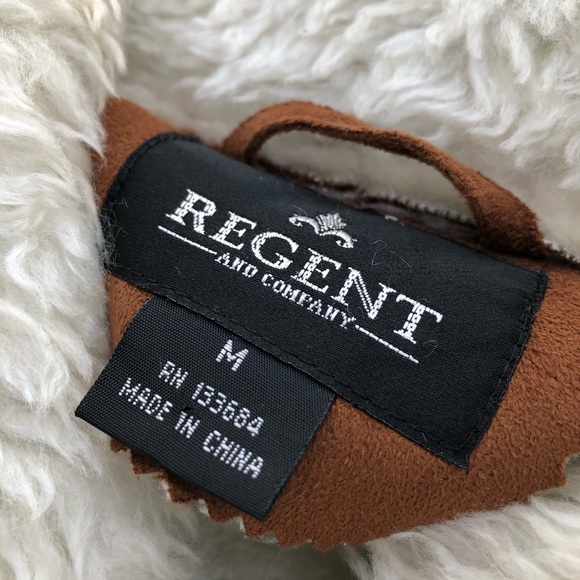 REGENT
AND COMPANY
M
RN 133684
MADE IN CHINA